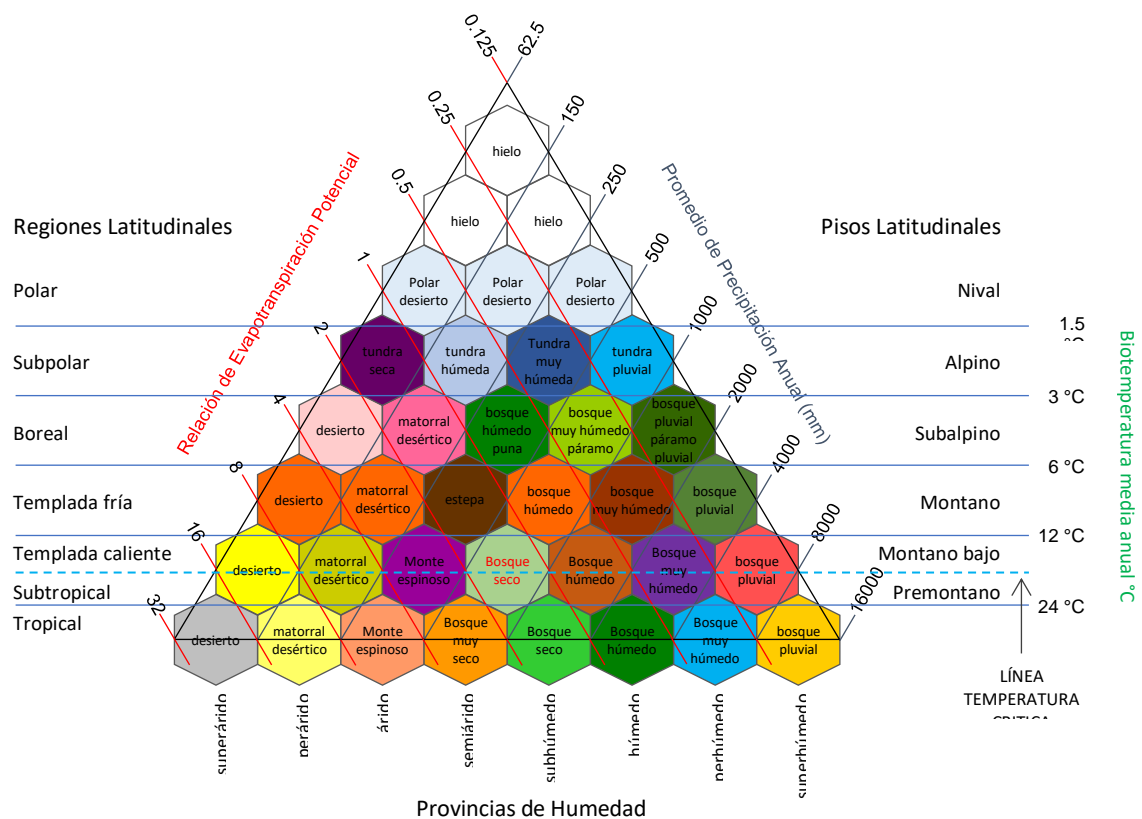 0.125
62.5
0.25
150
0.5
250
1
500
2
1000
4
2000
8
4000
16
8000
32
16000
Relación de Evapotranspiración Potencial
Promedio de Precipitación Anual (mm)
Regiones Latitudinales
Pisos Latitudinales
hielo
hielo
hielo
Polar
Polar
desierto
Polar
desierto
Polar
desierto
Nival
1.5
Subpolar
tundra
seca
tundra
húmeda
Tundra
muy
húmeda
tundra
pluvial
Alpino
3 °C
Boreal
desierto
matorral
desértico
bosque
húmedo
puna
bosque
muy húmedo
páramo
bosque
pluvial
páramo
pluvial
Subalpino
6 °C
Templada fría
desierto
matorral
desértico
estepa
bosque
húmedo
bosque
muy húmedo
bosque
pluvial
Montano
12 °C
Templada caliente
Subtropical
desierto
matorral
desértico
Monte
espinoso
Bosque
seco
Bosque
húmedo
Bosque
muy
húmedo
bosque
pluvial
Montano bajo
Premontano
24 °C
Tropical
desierto
matorral
desértico
Monte
espinoso
Bosque
muy
seco
Bosque
seco
Bosque
húmedo
Bosque
muy
húmedo
bosque
pluvial
Biotemperatura media anual °C
LÍNEA
TEMPERATURA
CRITICA
superárido
perárido
árido
semiárido
subhúmedo
húmedo
perhúmedo
superhúmedo
Provincias de Humedad